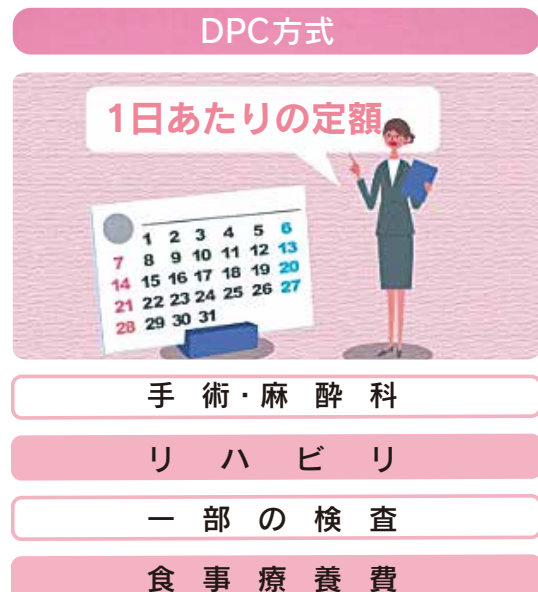 DPC方式
1日あたりの定額
1 2 3 4 5 6
7 8 9 10 11 12 13
14 15 16 17 18 19 20
21 22 23 24 25 26 27
28 29 30 31
手術・麻酔科
リハビリ
一部の検査
食事療養費